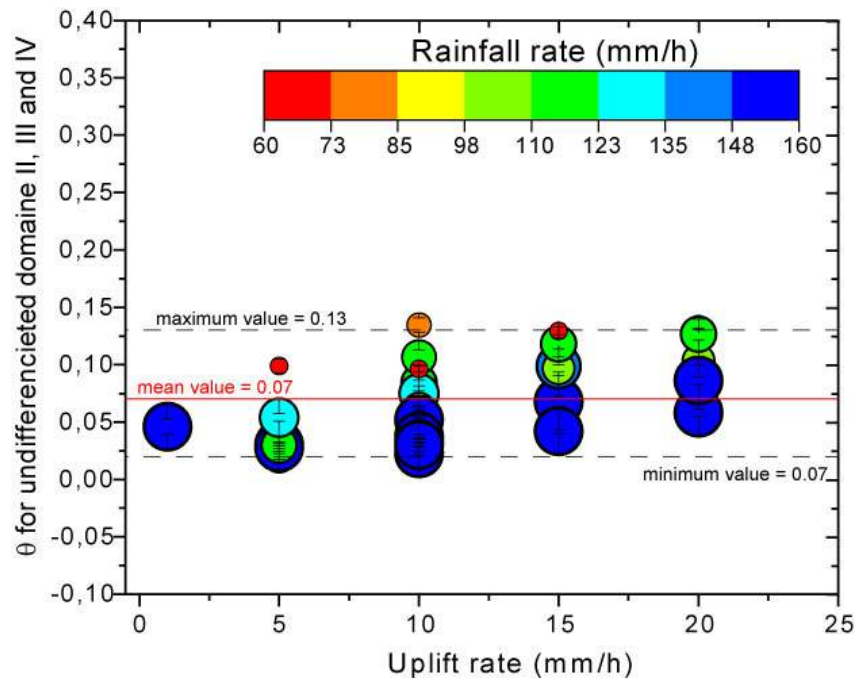 0,40
0,35
0,30
0,25
0,20
0,15
0,10
0,05
0,00
-0,05
-0,10
θ for undifferencieted domaine II, III and IV
Rainfall rate (mm/h)
60 73 85 98 110 123 135 148 160
maximum value = 0.13
mean value = 0.07
minimum value = 0.07
0 5 10 15 20 25
Uplift rate (mm/h)